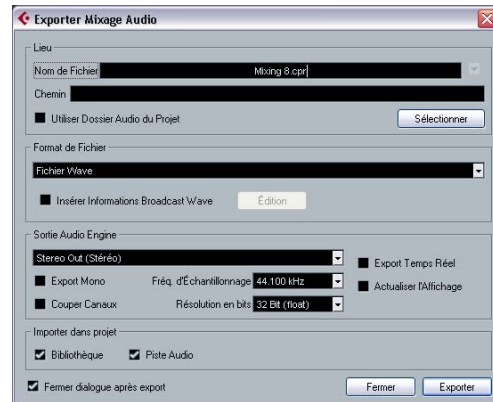 Exporter Mixage Audio
Lieu
Nom de Fichier Mixing 8.cpr
Chemin
Utiliser Dossier Audio du Projet Sélectionner
Format de Fichier
Fichier Wave
Insérer Informations Broadcast Wave Édition
Sortie Audio Engine
Stereo Out (Stéréo) Export Temps Réel
Export Mono Fréq. d'Échantillonnage 44.100 kHz Actualiser l'Affichage
Couper Canaux Résolution en bits 32 Bit (float)
Importer dans projet
Bibliothèque Piste Audio
Fermer dialogue après export Fermer Exporter